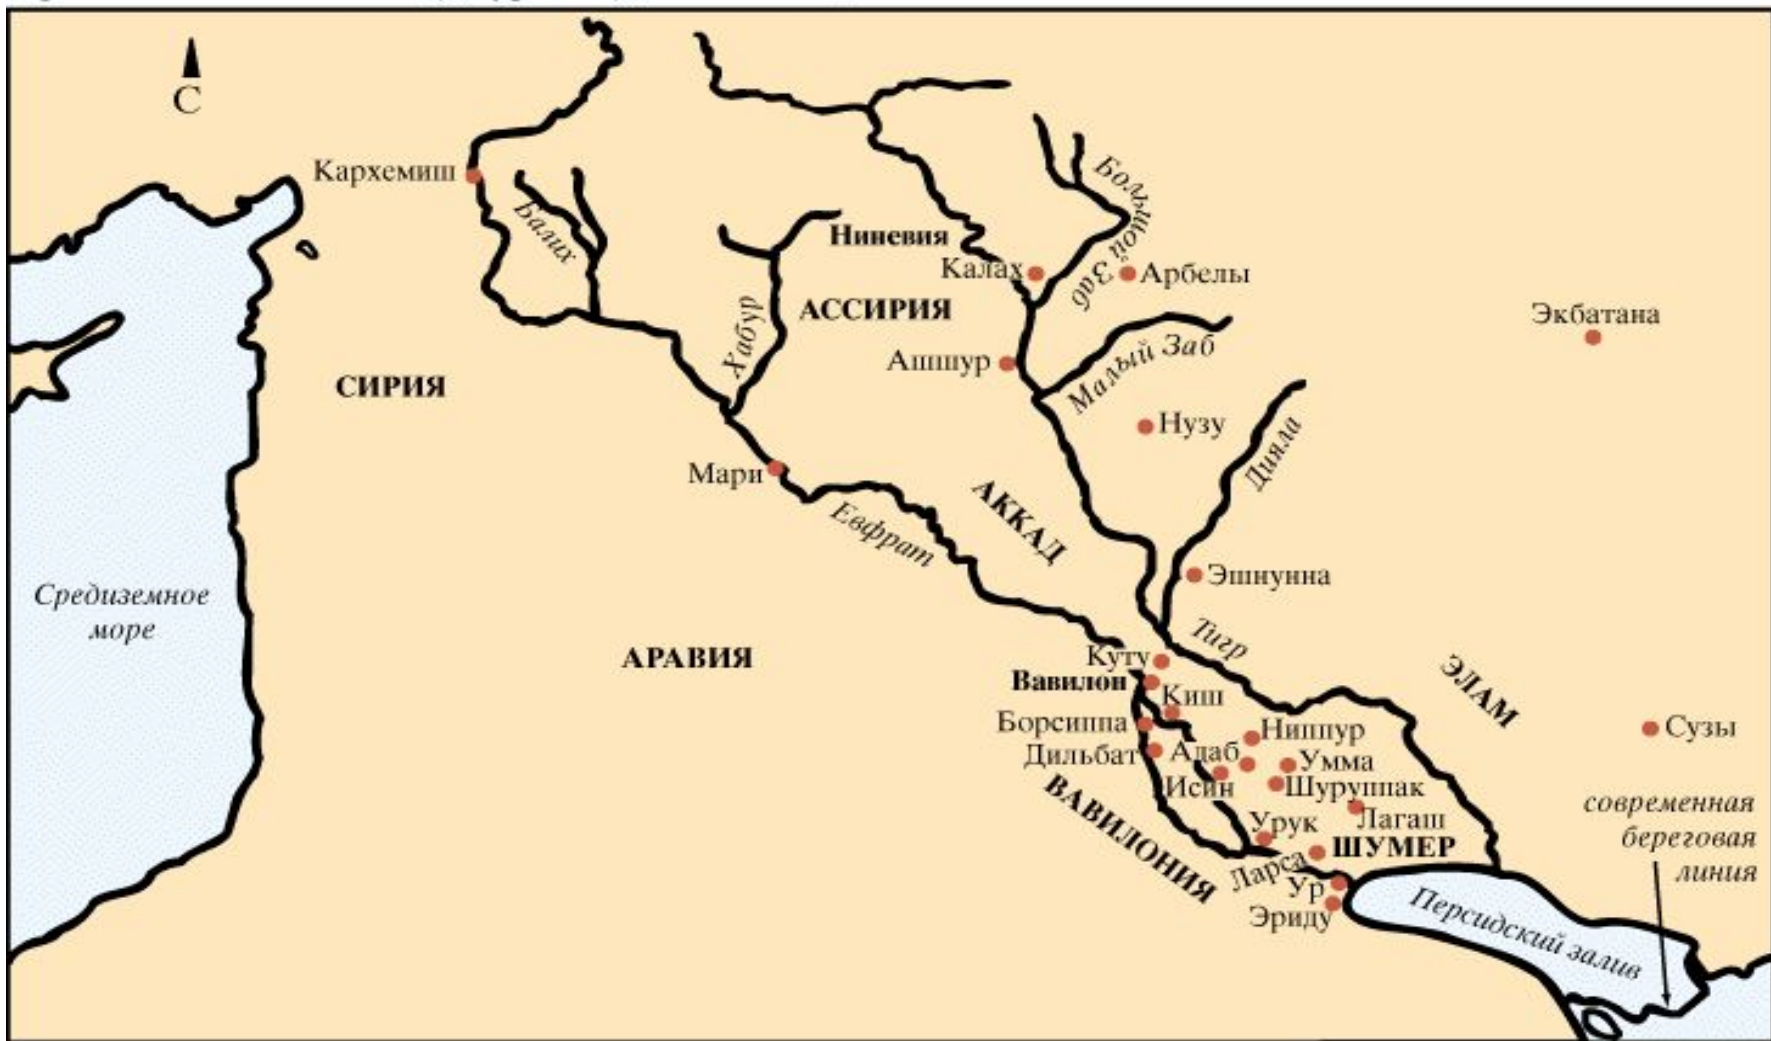 С
Кархемиш
Балих
Хабур
Ниневия
Калах
Большой Заб
Арбелы
АССИРИЯ
Экбатана
Ашшур
Малый Заб
СИРИЯ
Нузу
Дияла
Мари
АККАД
Евфрат
Эшнунна
Средиземное
море
Тигр
АРАВИЯ
Куту
Вавилон
Киш
ЭЛАМ
Борсиппа
Ниппур
Сузы
Дильбат
Адаб
Умма
Исин
Шуруппак
ВАВИЛОНИЯ
Лагаш
современная
береговая
линия
Урук
ШУМЕР
Ларса
Ур
Эриду
Персидский залив